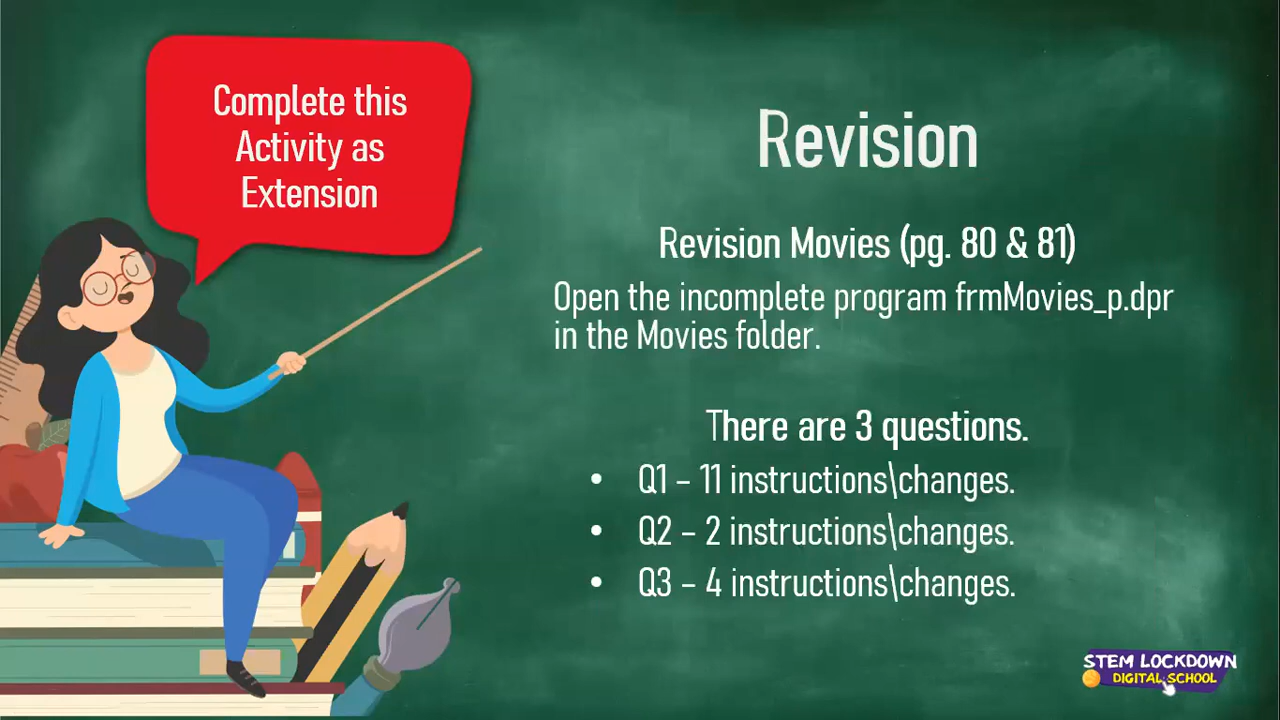 Complete this
Activity as
Extension
Revision
Revision Movies (pg. 80 & 81)
Open the incomplete program frmMovies_p.dpr
in the Movies folder.
There are 3 questions.
• Q1 – 11 instructions\changes.
• Q2 – 2 instructions\changes.
• Q3 – 4 instructions\changes.
STEM LOCKDOWN
DIGITAL SCHOOL